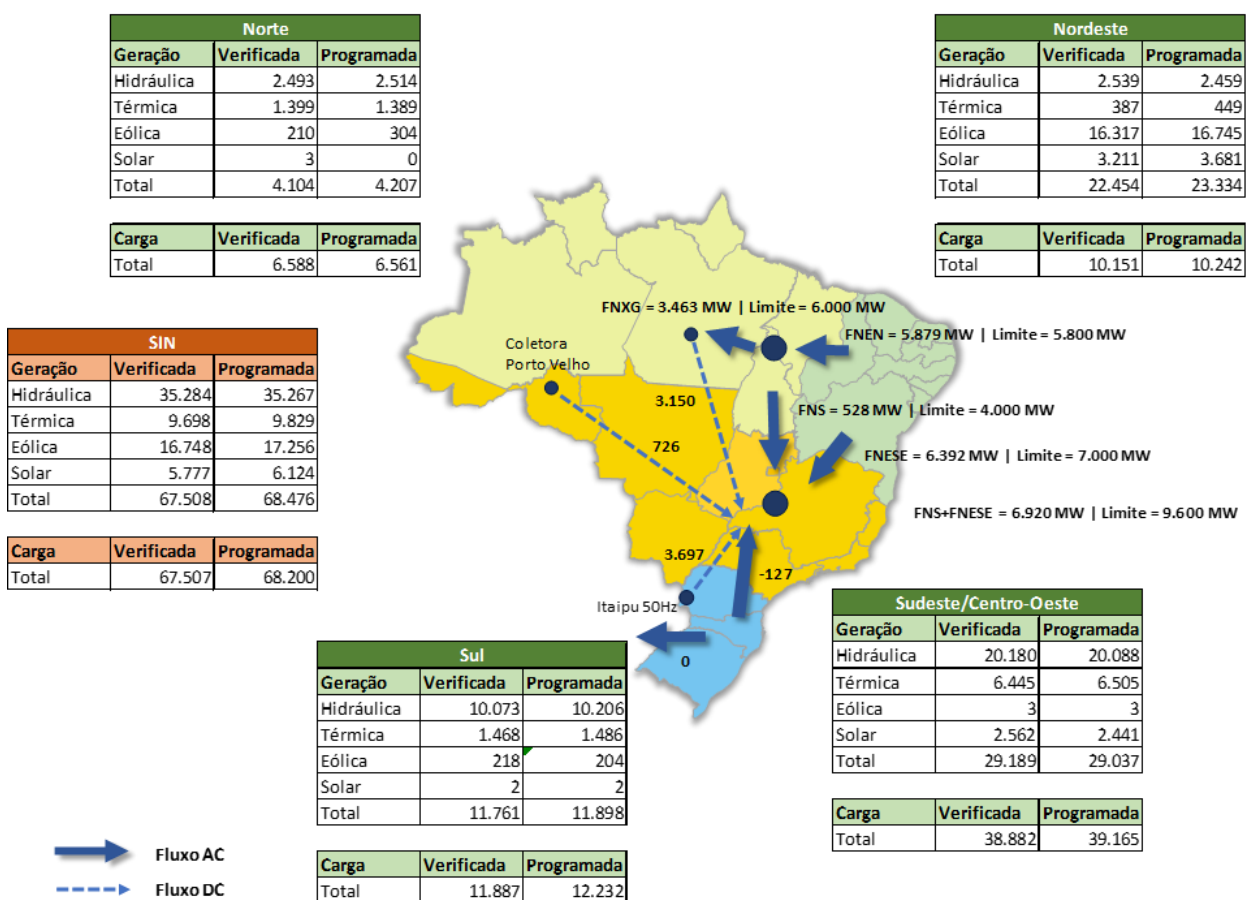 Norte
Geração Verificada Programada
Hidráulica 2.493 2.514
Térmica 1.399 1.389
Eólica 210 304
Solar 3 0
Total 4.104 4.207
Carga Verificada Programada
Total 6.588 6.561
Nordeste
Geração Verificada Programada
Hidráulica 2.539 2.459
Térmica 387 449
Eólica 16.317 16.745
Solar 3.211 3.681
Total 22.454 23.334
Carga Verificada Programada
Total 10.151 10.242
SIN
Geração Verificada Programada
Hidráulica 35.284 35.267
Térmica 9.698 9.829
Eólica 16.748 17.256
Solar 5.777 6.124
Total 67.508 68.476
Carga Verificada Programada
Total 67.507 68.200
FNXG = 3.463 MW | Limite = 6.000 MW
FNEN = 5.879 MW | Limite = 5.800 MW
Coletora
Porto Velho
3.150
FNS = 528 MW | Limite = 4.000 MW
726
FNESE = 6.392 MW | Limite = 7.000 MW
FNS+FNESE = 6.920 MW | Limite = 9.600 MW
3.697
-127
Itaipu 50Hz
0
Sul
Geração Verificada Programada
Hidráulica 10.073 10.206
Térmica 1.468 1.486
Eólica 218 204
Solar 2 2
Total 11.761 11.898
Carga Verificada Programada
Total 11.887 12.232
Sudeste/Centro-Oeste
Geração Verificada Programada
Hidráulica 20.180 20.088
Térmica 6.445 6.505
Eólica 3 3
Solar 2.562 2.441
Total 29.189 29.037
Carga Verificada Programada
Total 38.882 39.165
Fluxo AC
Fluxo DC